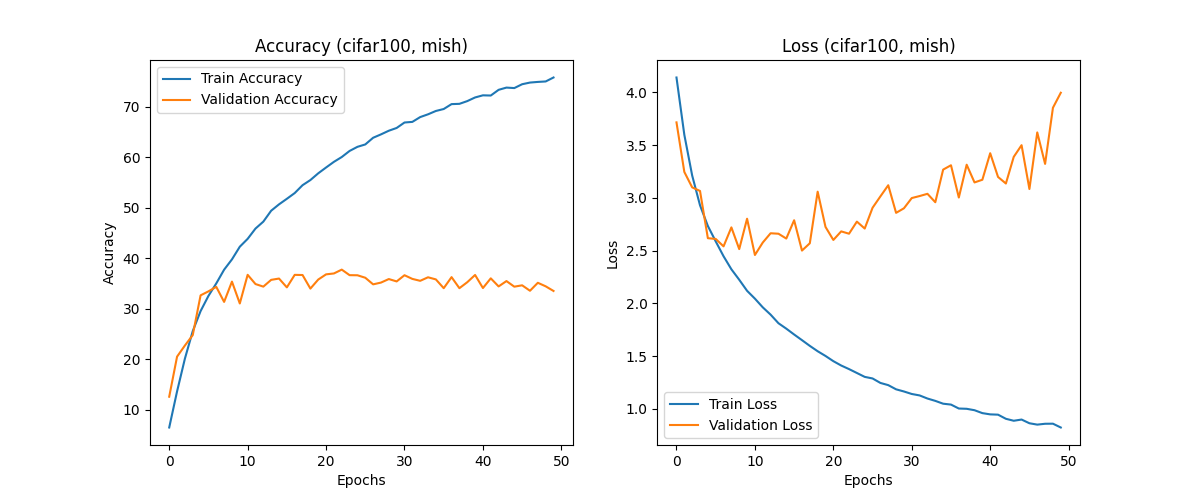 Accuracy (cifar100, mish)
Train Accuracy
Validation Accuracy
Accuracy
70
60
50
40
30
20
10
0 10 20 30 40 50
Epochs
Loss (cifar100, mish)
Loss
4.0
3.5
3.0
2.5
2.0
1.5
1.0
Train Loss
Validation Loss
0 10 20 30 40 50
Epochs